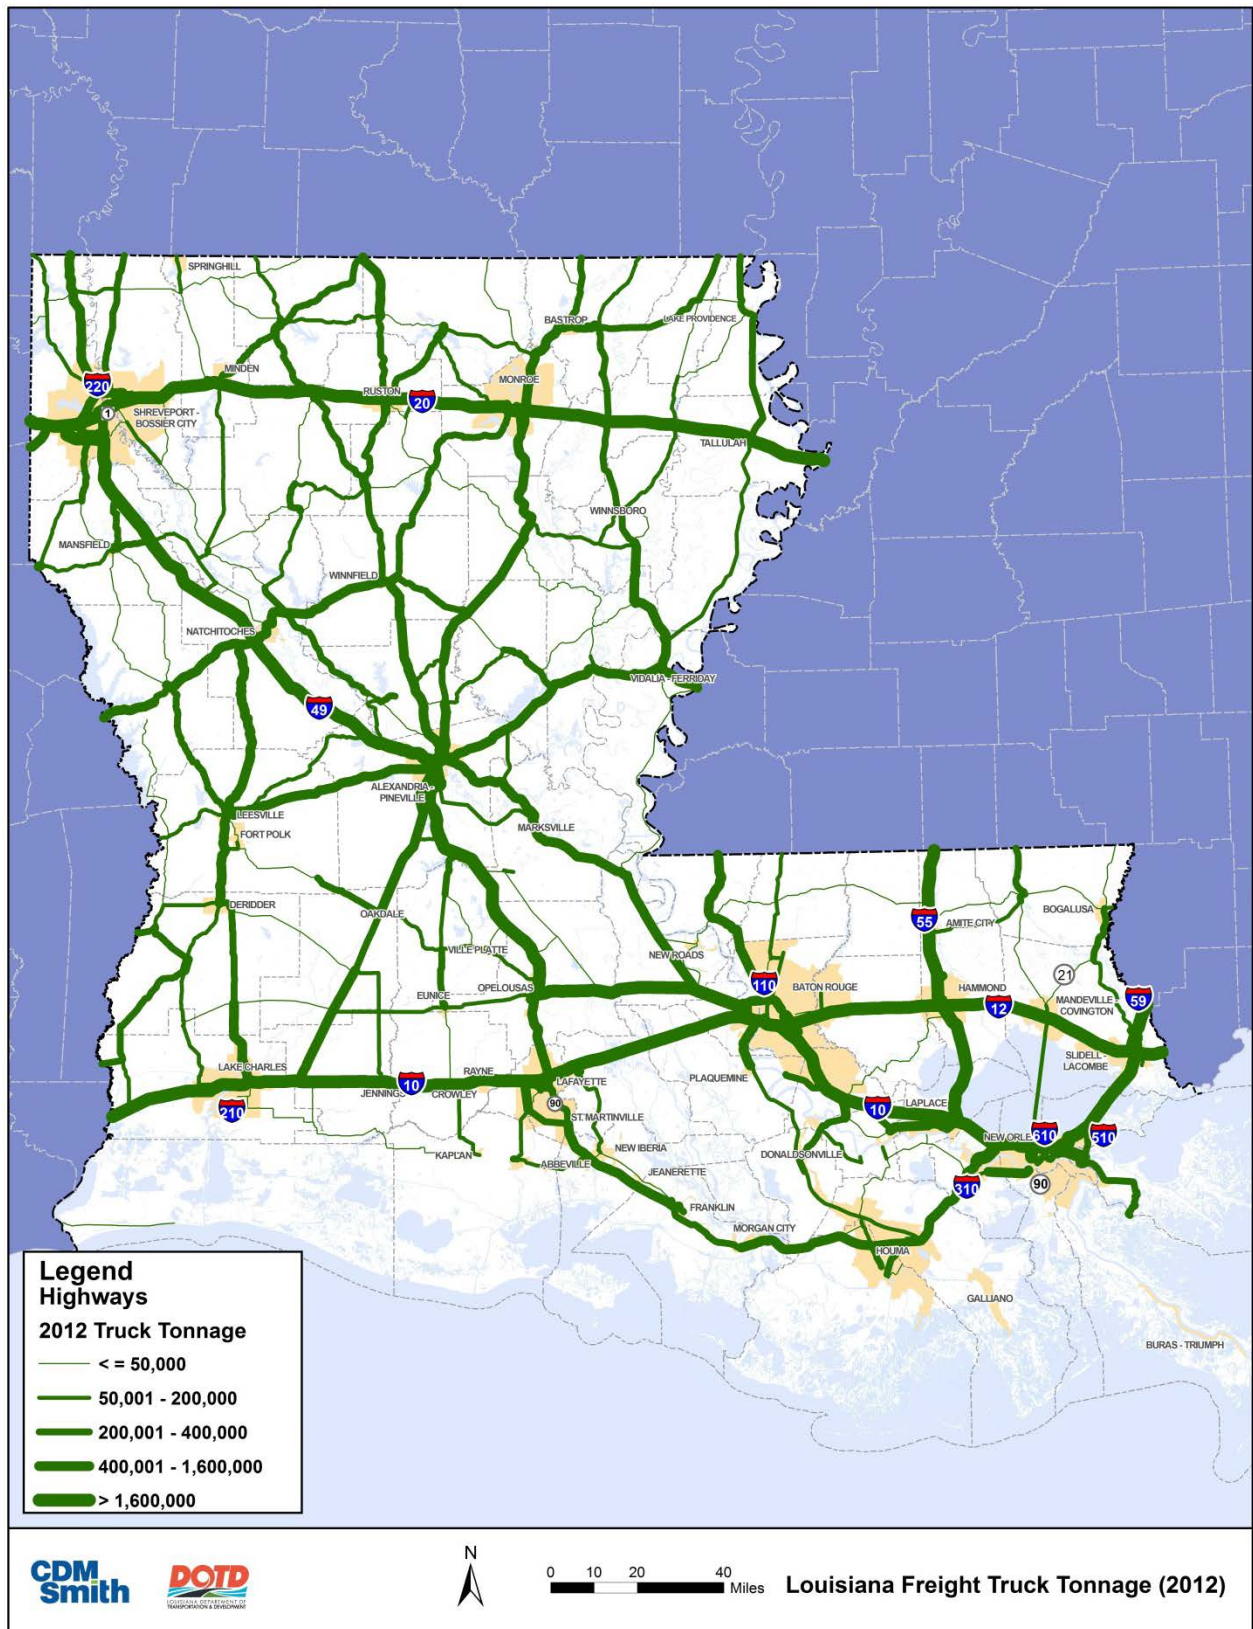 SPRINGHILL
BASTROP
LAKE PROVIDENCE
220
MINDEN
MONROE
RUSTON
20
1
SHREVEPORT -
BOSSIER CITY
TALLULAH
WINNSBORO
MANSFIELD
WINNFIELD
NATCHITOCHES
VIDALIA - FERRIDAY
49
ALEXANDRIA -
PINEVILLE
LEESVILLE
FORT POLK
MARKSVILLE
DERIDDER
OAKDALE
55
AMITE CITY
BOGALUSA
VILLE PLATTE
NEW ROADS
21
110
BATON ROUGE
HAMMOND
EUNICE
OPELOUSAS
12
MANDEVILLE -
COVINGTON
59
SLIDELL -
LACOMBE
LAKE CHARLES
RAYNE
10
LAFAYETTE
PLAQUEMINE
JENNINGS
CROWLEY
210
90
ST. MARTINVILLE
10
LAPLACE
NEW ORLE
610
510
KAPLAN
ABBEVILLE
NEW IBERIA
JEANERETTE
DONALDSONVILLE
310
90
FRANKLIN
MORGAN CITY
HOUMA
GALLIANO
BURAS - TRIUMPH
Legend
Highways
2012 Truck Tonnage
< = 50,000
50,001 - 200,000
200,001 - 400,000
400,001 - 1,600,000
> 1,600,000
CDM
Smith
DOTD
LOUISIANA DEPARTMENT OF
TRANSPORTATION & DEVELOPMENT
N
0 10 20 40
Miles
Louisiana Freight Truck Tonnage (2012)